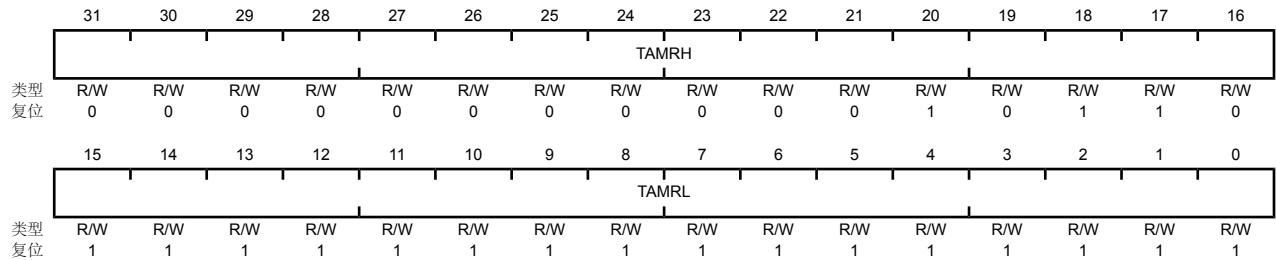 31 30 29 28 27 26 25 24 23 22 21 20 19 18 17 16
TAMRH
类型 R/W R/W R/W R/W R/W R/W R/W R/W R/W R/W R/W R/W R/W R/W R/W R/W
复位 0 0 0 0 0 0 0 0 0 0 0 1 0 1 1 0
15 14 13 12 11 10 9 8 7 6 5 4 3 2 1 0
TAMRL
类型 R/W R/W R/W R/W R/W R/W R/W R/W R/W R/W R/W R/W R/W R/W R/W R/W
复位 1 1 1 1 1 1 1 1 1 1 1 1 1 1 1 1